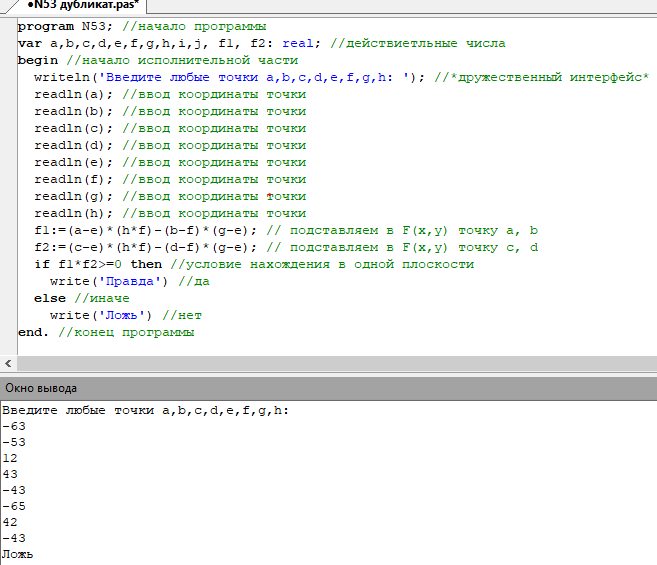 •N53 дубликат.pas*
program N53; //начало программы
var a,b,c,d,e,f,g,h,i,j, f1, f2: real; //действиетльные числа
begin //начало исполнительной части
writeln('Введите любые точки a,b,c,d,e,f,g,h: '); //*дружественный интерфейс*
readln(a); //ввод координаты точки
readln(b); //ввод координаты точки
readln(c); //ввод координаты точки
readln(d); //ввод координаты точки
readln(e); //ввод координаты точки
readln(f); //ввод координаты точки
readln(g); //ввод координаты точки
readln(h); //ввод координаты точки
f1:=(a-e)*(h*f)-(b-f)*(g-e); // подставляем в F(x,y) точку a, b
f2:=(c-e)*(h*f)-(d-f)*(g-e); // подставляем в F(x,y) точку c, d
if f1*f2>=0 then //условие нахождения в одной плоскости
write('Правда') //да
else //иначе
write('Ложь') //нет
end. //конец программы
Окно вывода
Введите любые точки a,b,c,d,e,f,g,h:
-63
-53
12
43
-43
-65
42
-43
Ложь